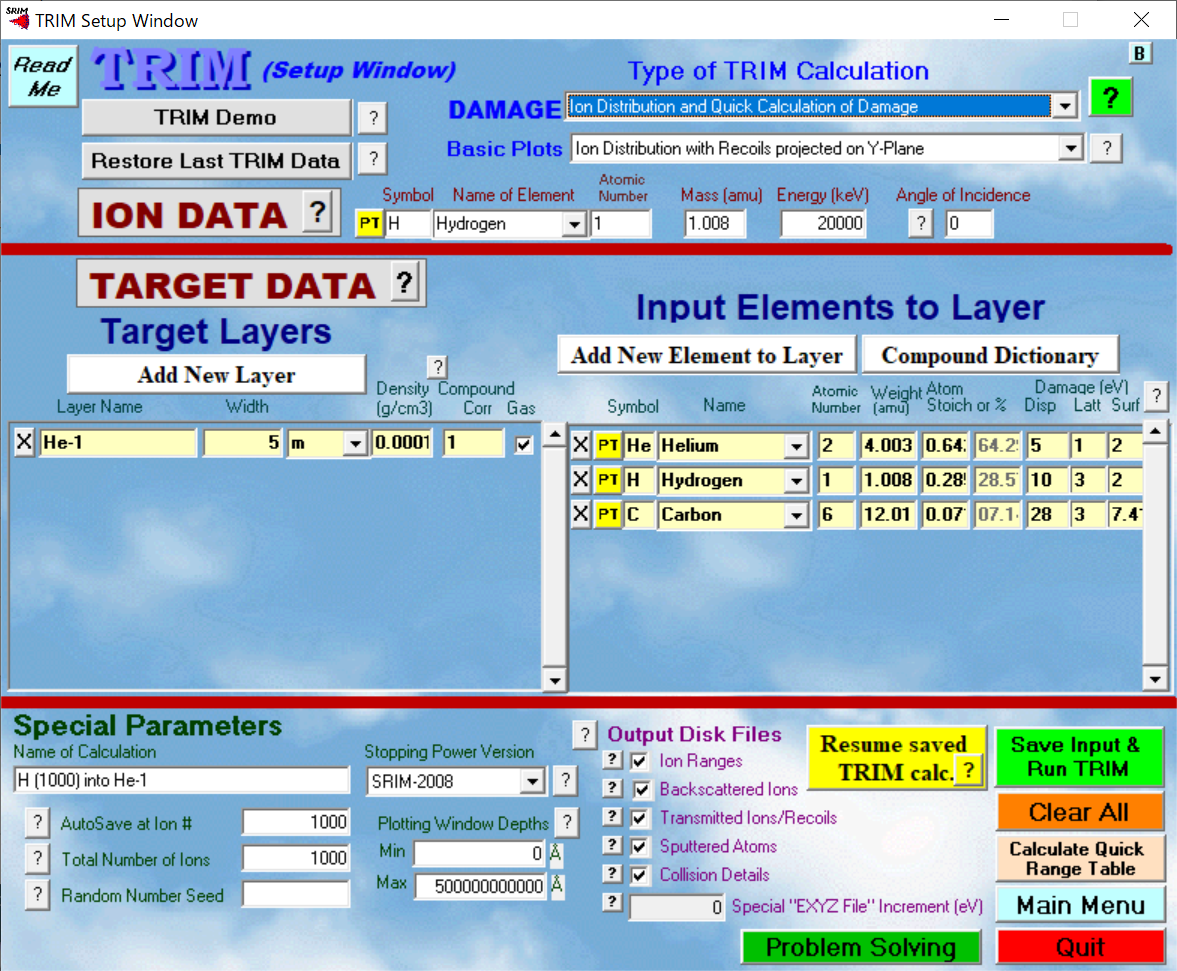 SRIM TRIM Setup Window
Read Me
TRIM (Setup Window)
Type of TRIM Calculation
B
TRIM Demo ?
DAMAGE Ion Distribution and Quick Calculation of Damage ?
Restore Last TRIM Data ?
Basic Plots Ion Distribution with Recoils projected on Y-Plane ?
ION DATA ?
Symbol Name of Element Atomic Number Mass (amu) Energy (keV) Angle of Incidence
PT H Hydrogen 1 1.008 20000 ? 0
TARGET DATA ?
Target Layers
Input Elements to Layer
Add New Layer
?
Add New Element to Layer Compound Dictionary
Layer Name Width Density (g/cm3) Compound Corr Gas
Symbol Name Atomic Number Weight (amu) Atom Stoich or % Damage (eV) Disp Latt Surf ?
X He-1 5 m 0.0001 1
X PT He Helium 2 4.003 0.64 64.2 5 1 2
X PT H Hydrogen 1 1.008 0.28 28.5 10 3 2
X PT C Carbon 6 12.01 0.07 07.1 28 3 7.4
Special Parameters
Name of Calculation
H (1000) into He-1
? AutoSave at Ion # 1000
? Total Number of Ions 1000
? Random Number Seed
Stopping Power Version
SRIM-2008 ?
Plotting Window Depths ?
Min 0 Å
Max 500000000000 Å
? Output Disk Files
? Ion Ranges
? Backscattered Ions
? Transmitted Ions/Recoils
? Sputtered Atoms
? Collision Details
? 0 Special "EXYZ File" Increment (eV)
Resume saved
TRIM calc. ?
Save Input &
Run TRIM
Clear All
Calculate Quick
Range Table
Main Menu
Problem Solving
Quit